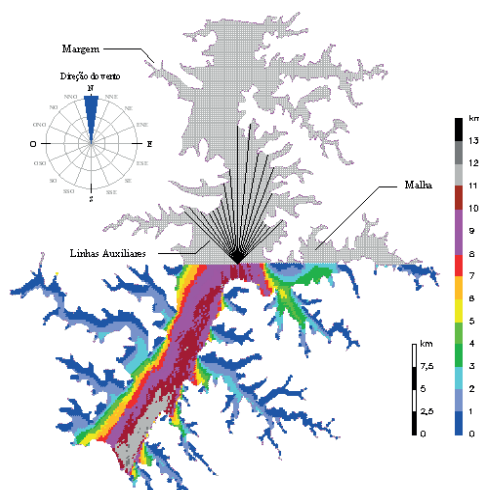 Margem
Direção do vento
N
NNO
NNE
NO
NE
ONO
ENE
O
E
OSO
ESE
SO
SE
SSO
SSE
S
Malha
Linhas Auxiliares
km
13
12
11
10
9
8
7
6
5
4
3
2
1
0
km
7,5
5
2,5
0